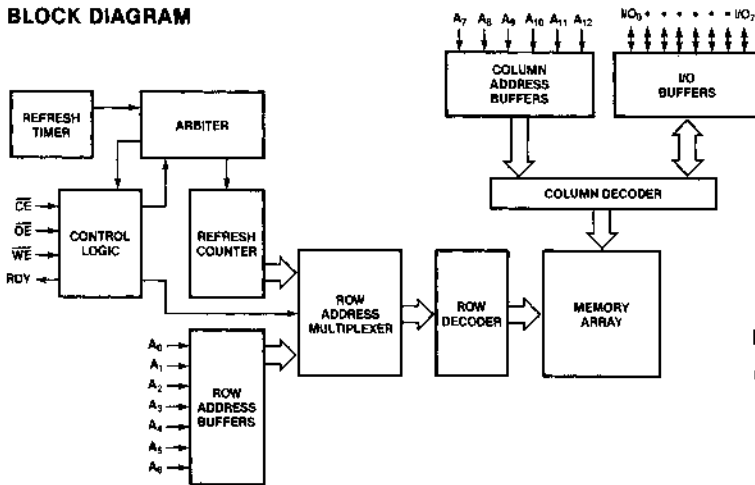 BLOCK DIAGRAM
A7 A8 A9 A10 A11 A12
I/O0 • • • • • • I/O7
COLUMN
ADDRESS
BUFFERS
I/O
BUFFERS
REFRESH
TIMER
ARBITER
COLUMN DECODER
CE
OE
WE
RDY
CONTROL
LOGIC
REFRESH
COUNTER
ROW
ADDRESS
MULTIPLEXER
ROW
DECODER
MEMORY
ARRAY
A0
A1
A2
A3
A4
A5
A6
ROW
ADDRESS
BUFFERS